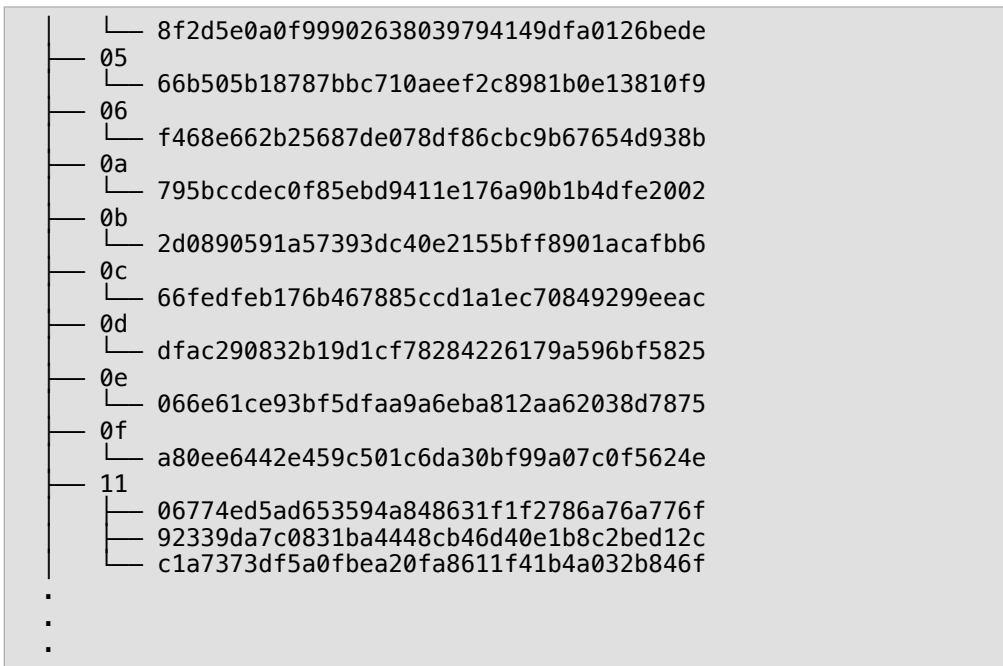 │   └── 8f2d5e0a0f99902638039794149dfa0126bede
├── 05
│   └── 66b505b18787bbc710aeef2c8981b0e13810f9
├── 06
│   └── f468e662b25687de078df86cbc9b67654d938b
├── 0a
│   └── 795bccdec0f85ebd9411e176a90b1b4dfe2002
├── 0b
│   └── 2d0890591a57393dc40e2155bff8901acafbb6
├── 0c
│   └── 66fedfeb176b467885ccd1a1ec70849299eeac
├── 0d
│   └── dfac290832b19d1cf78284226179a596bf5825
├── 0e
│   └── 066e61ce93bf5dfaa9a6eba812aa62038d7875
├── 0f
│   └── a80ee6442e459c501c6da30bf99a07c0f5624e
├── 11
│   ├── 06774ed5ad653594a848631f1f2786a76a776f
│   ├── 92339da7c0831ba4448cb46d40e1b8c2bed12c
│   └── c1a7373df5a0fbea20fa8611f41b4a032b846f
.
.
.